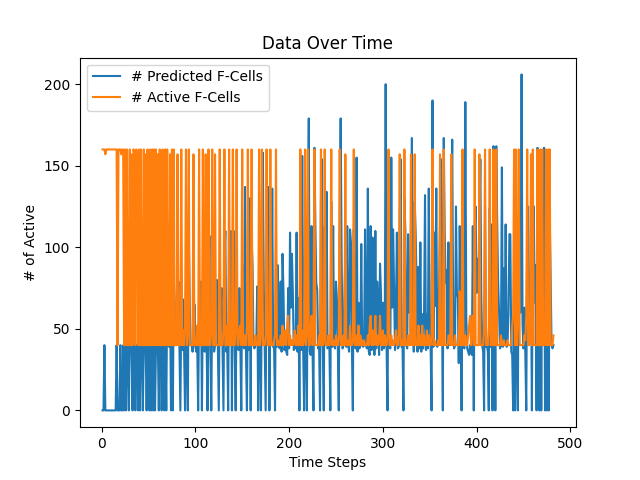 Data Over Time
# Predicted F-Cells
# Active F-Cells
# of Active
200
150
100
50
0
0 100 200 300 400 500
Time Steps